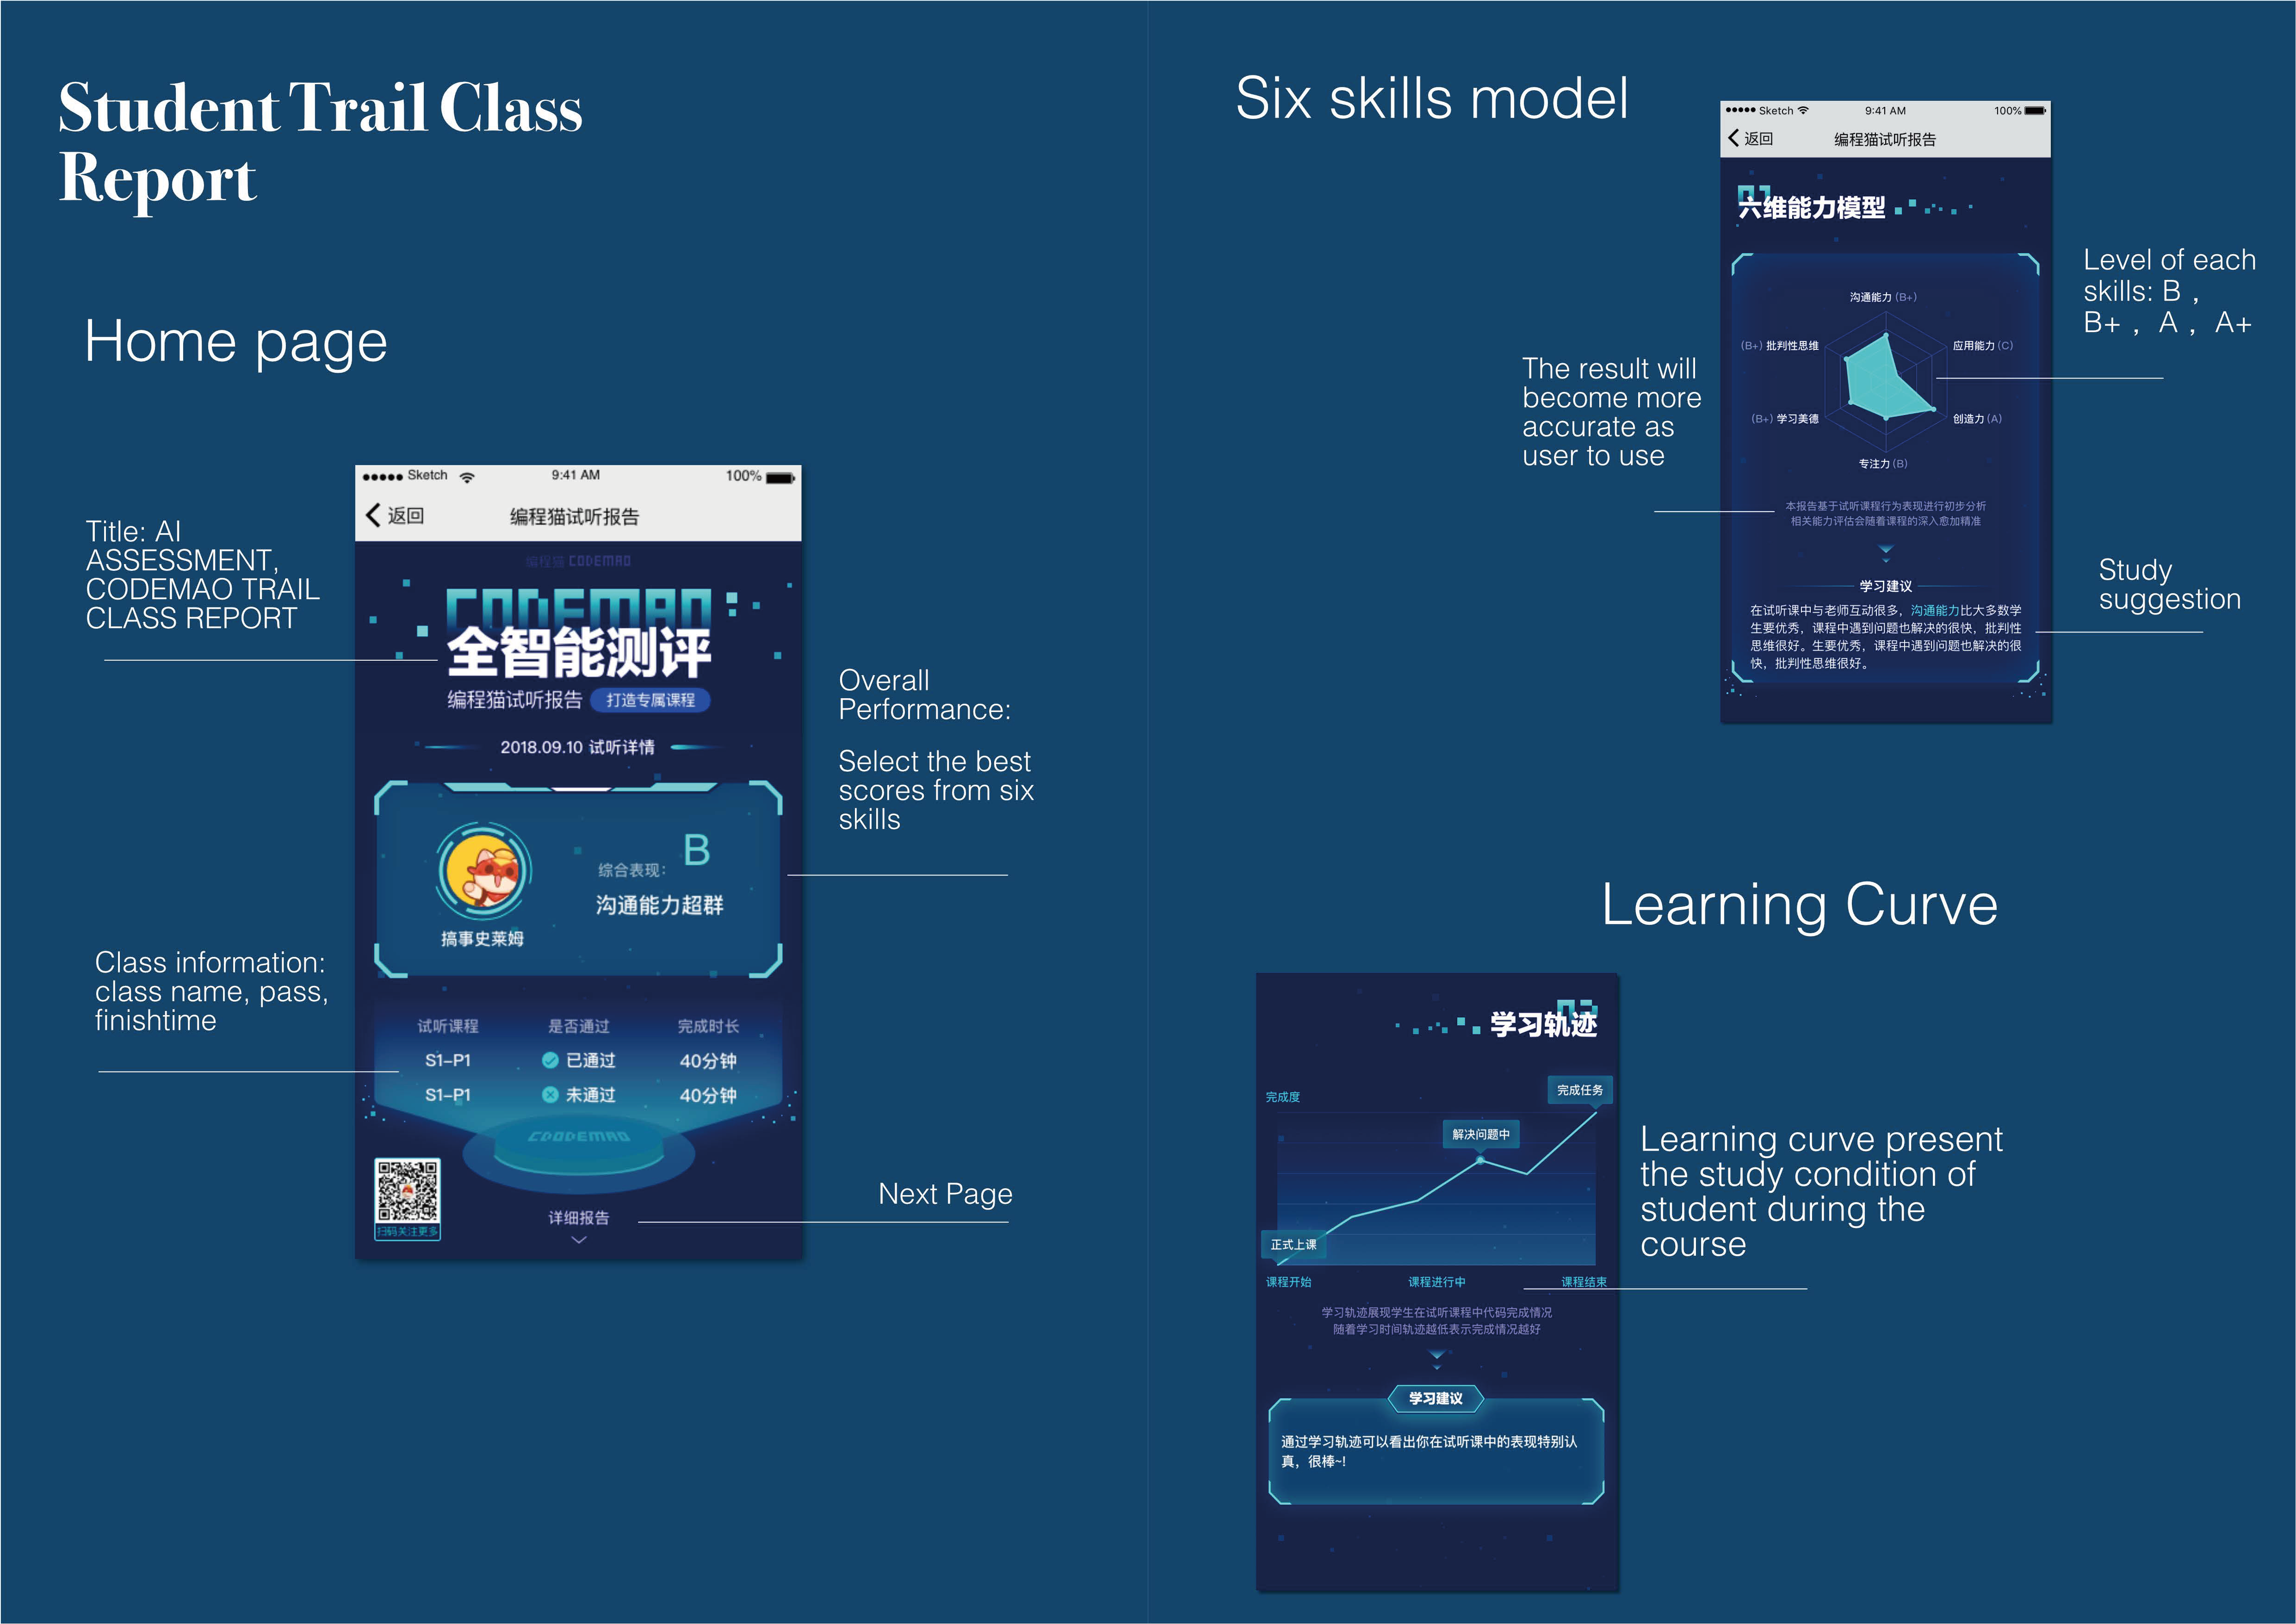 Student Trail Class
Report
Home page
Title: AI
ASSESSMENT,
CODEMAO TRAIL
CLASS REPORT
Class information:
class name, pass,
finishtime
Sketch 9:41 AM 100%
返回 编程猫试听报告
编程猫 CODEMAO
CODEMAO
全智能测评
编程猫试听报告 打造专属课程
2018.09.10 试听详情
综合表现: B
沟通能力超群
搞事史莱姆
试听课程 是否通过 完成时长
S1-P1 已通过 40分钟
S1-P1 未通过 40分钟
CODEMAO
扫码关注更多
详细报告
Overall
Performance:
Select the best
scores from six
skills
Next Page
Six skills model
The result will
become more
accurate as
user to use
Sketch 9:41 AM 100%
返回 编程猫试听报告
01
六维能力模型
沟通能力 (B+)
(B+) 批判性思维 应用能力 (C)
(B+) 学习美德 创造力 (A)
专注力 (B)
本报告基于试听课程行为表现进行初步分析
相关能力评估会随着课程的深入愈加精准
学习建议
在试听课中与老师互动很多，沟通能力比大多数学
生要优秀，课程中遇到问题也解决的很快，批判性
思维很好。生要优秀，课程中遇到问题也解决的很
快，批判性思维很好。
Level of each
skills: B ,
B+ , A , A+
Study
suggestion
Learning Curve
学习轨迹
完成度
完成任务
解决问题中
正式上课
课程开始 课程进行中 课程结束
学习轨迹展现学生在试听课程中代码完成情况
随着学习时间轨迹越低表示完成情况越好
学习建议
通过学习轨迹可以看出你在试听课中的表现特别认
真，很棒~!
Learning curve present
the study condition of
student during the
course